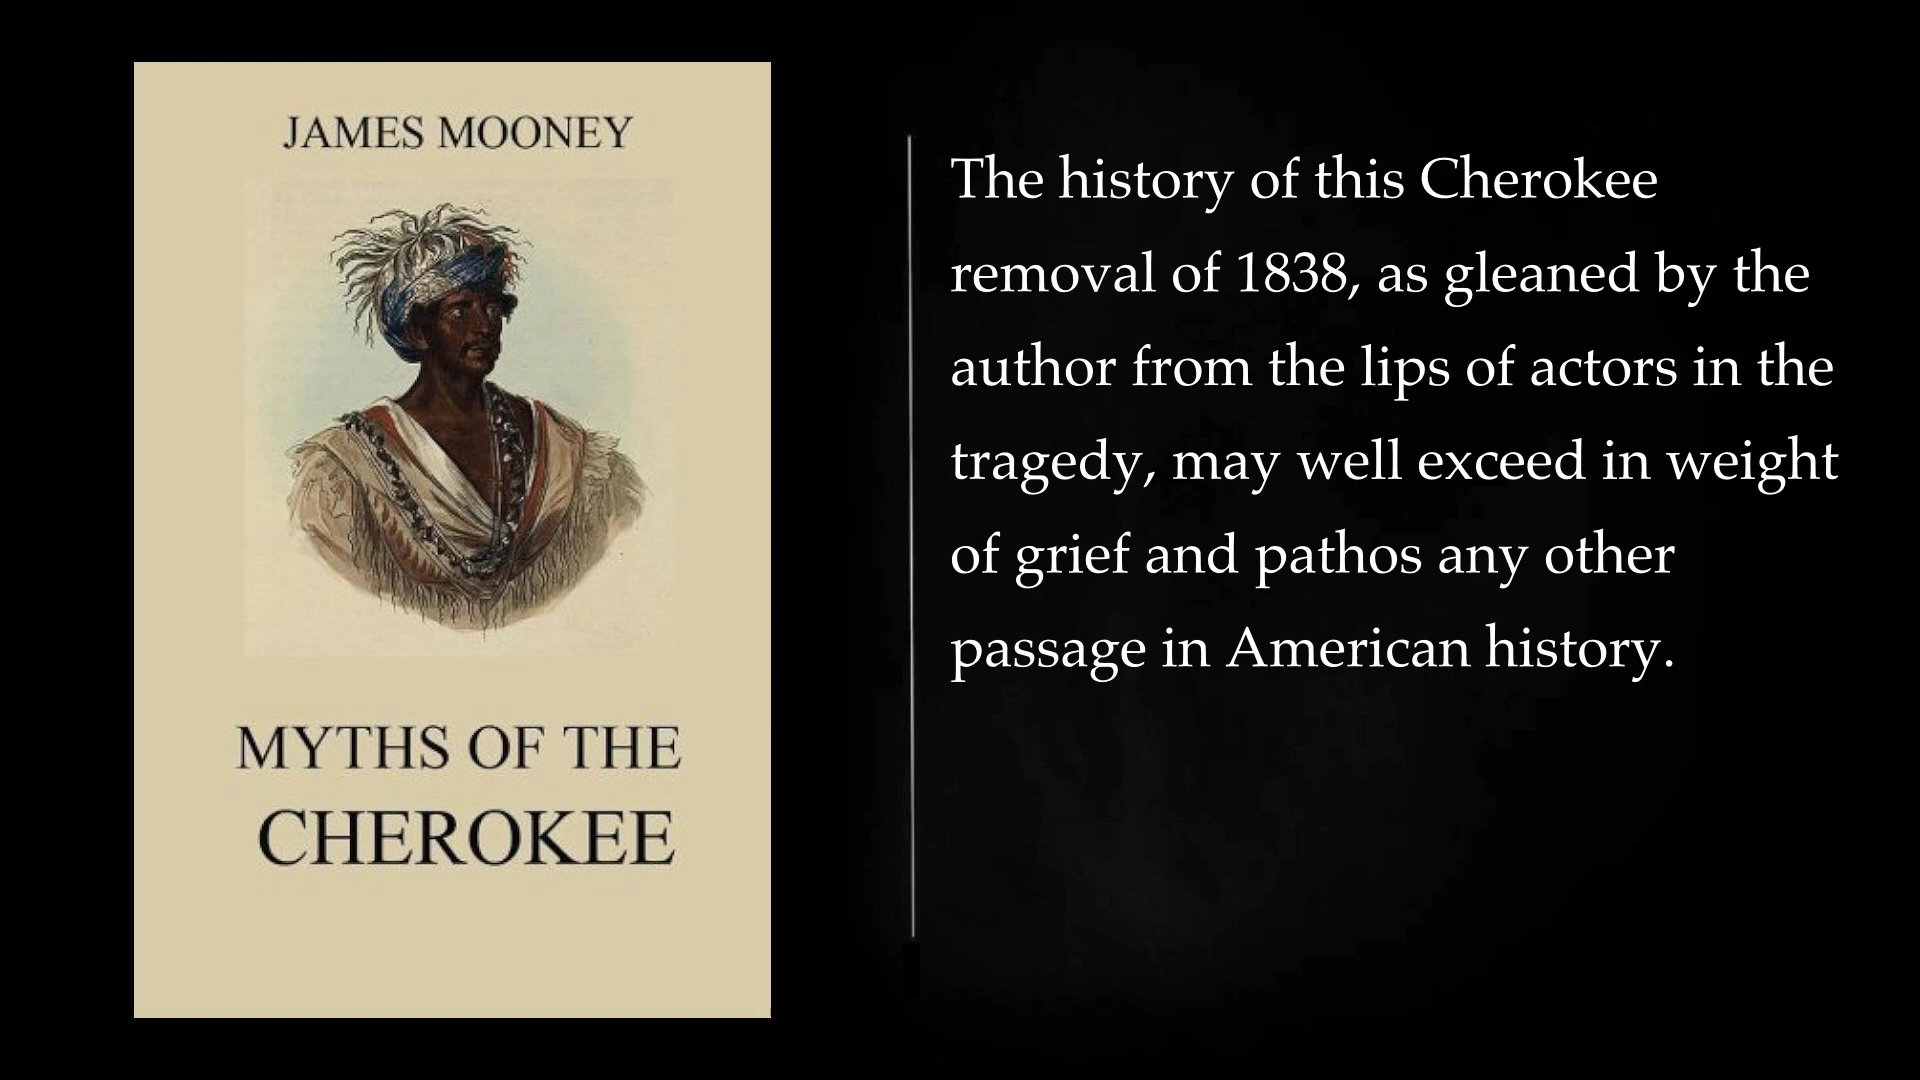 JAMES MOONEY
MYTHS OF THE
CHEROKEE
The history of this Cherokee
removal of 1838, as gleaned by the
author from the lips of actors in the
tragedy, may well exceed in weight
of grief and pathos any other
passage in American history.